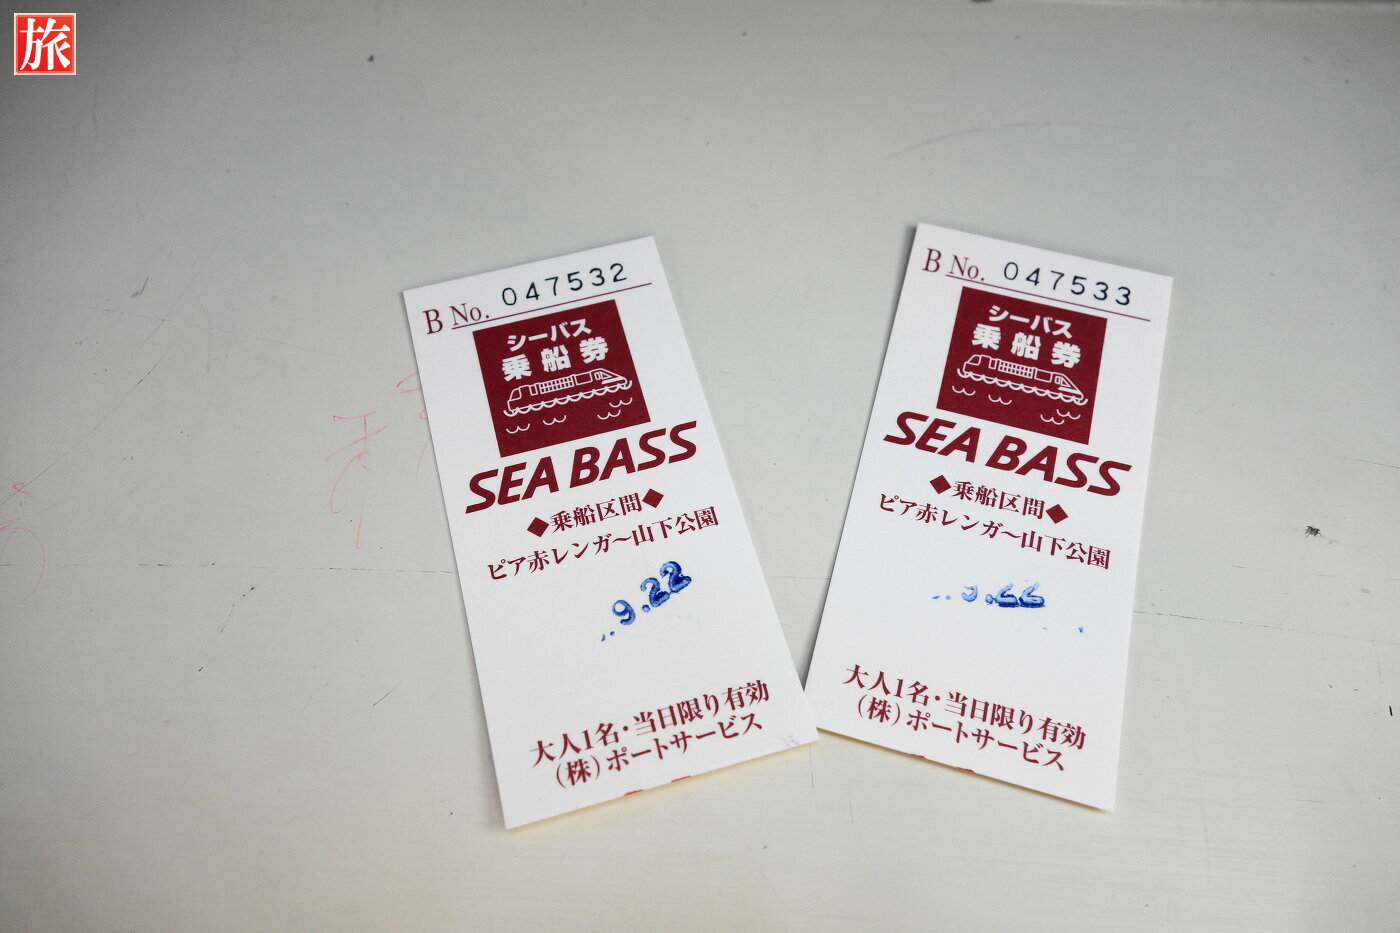 旅
B No. 047532
シーバス
乗船券
SEA BASS
◆乗船区間◆
ピア赤レンガ～山下公園
9.22
大人1名・当日限り有効
(株)ポートサービス
B No. 047533
シーバス
乗船券
SEA BASS
◆乗船区間◆
ピア赤レンガ～山下公園
大人1名・当日限り有効
(株)ポートサービス